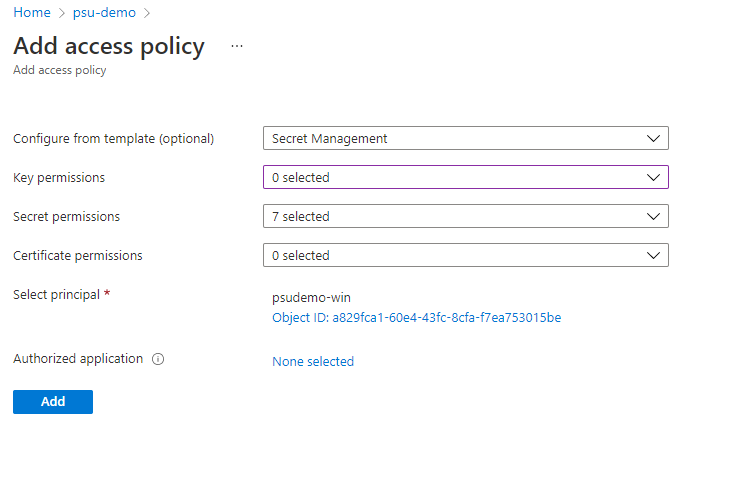 Home > psu-demo >
Add access policy ...
Add access policy
Configure from template (optional) Secret Management
Key permissions 0 selected
Secret permissions 7 selected
Certificate permissions 0 selected
Select principal * psudemo-win
Object ID: a829fca1-60e4-43fc-8cfa-f7ea753015be
Authorized application None selected
Add